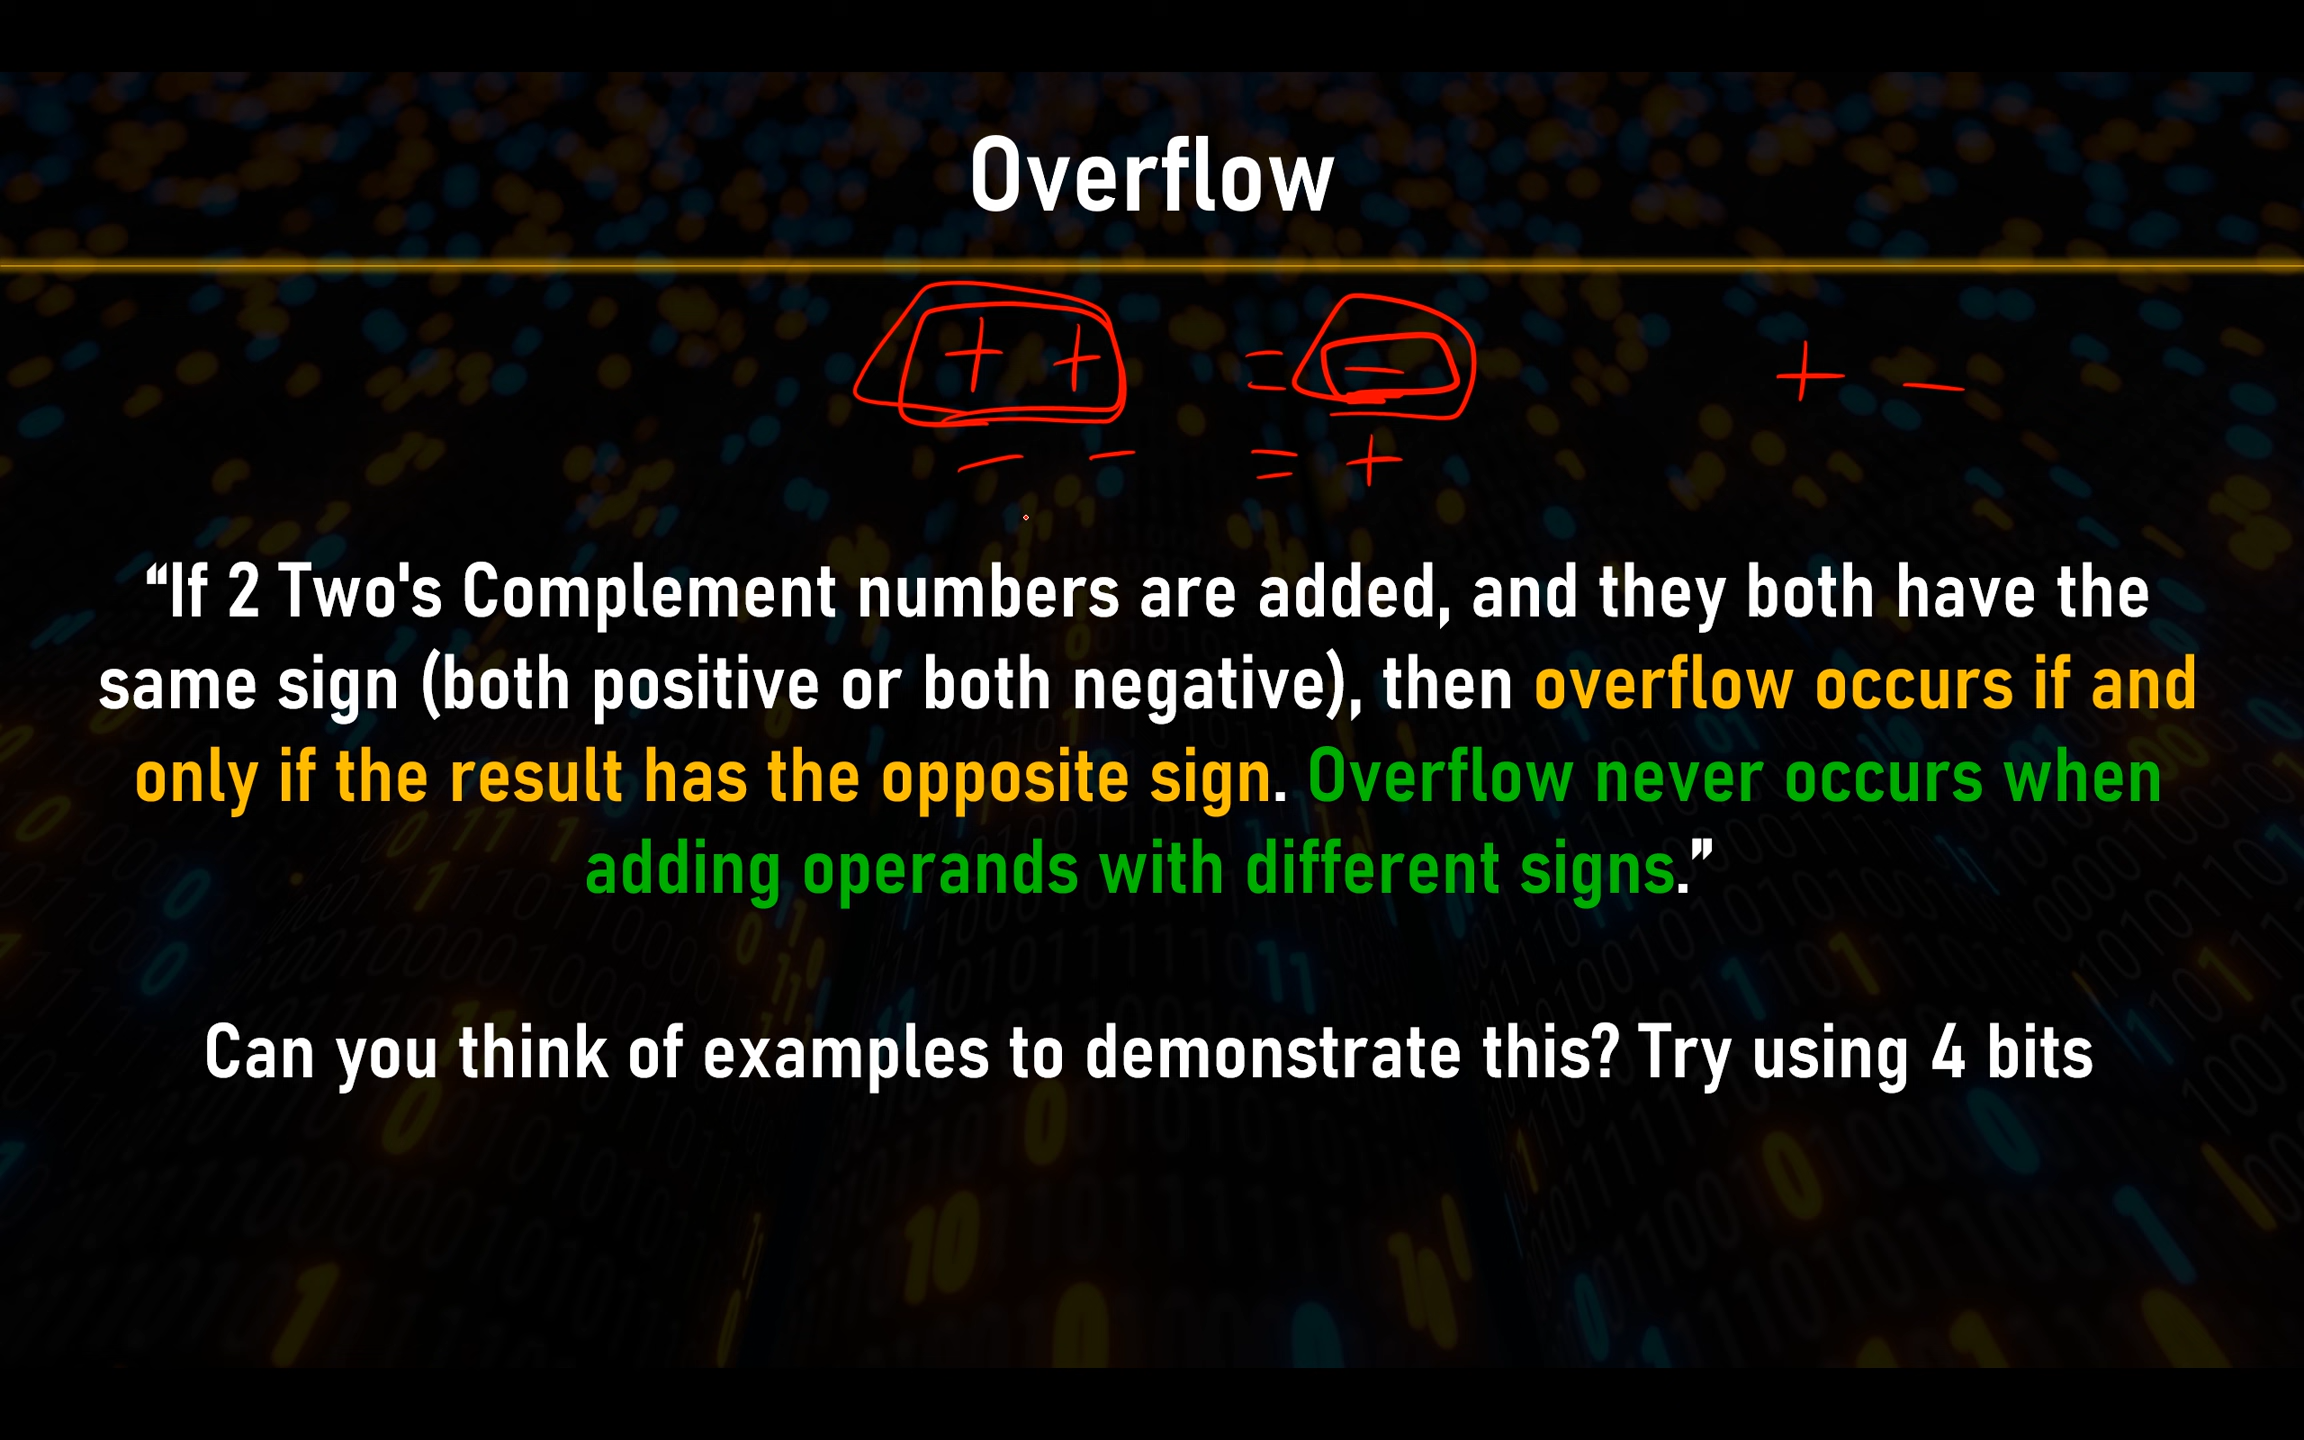 Overflow
+ + = - + -
- - = +
“If 2 Two's Complement numbers are added, and they both have the
same sign (both positive or both negative), then overflow occurs if and
only if the result has the opposite sign. Overflow never occurs when
adding operands with different signs.”
Can you think of examples to demonstrate this? Try using 4 bits